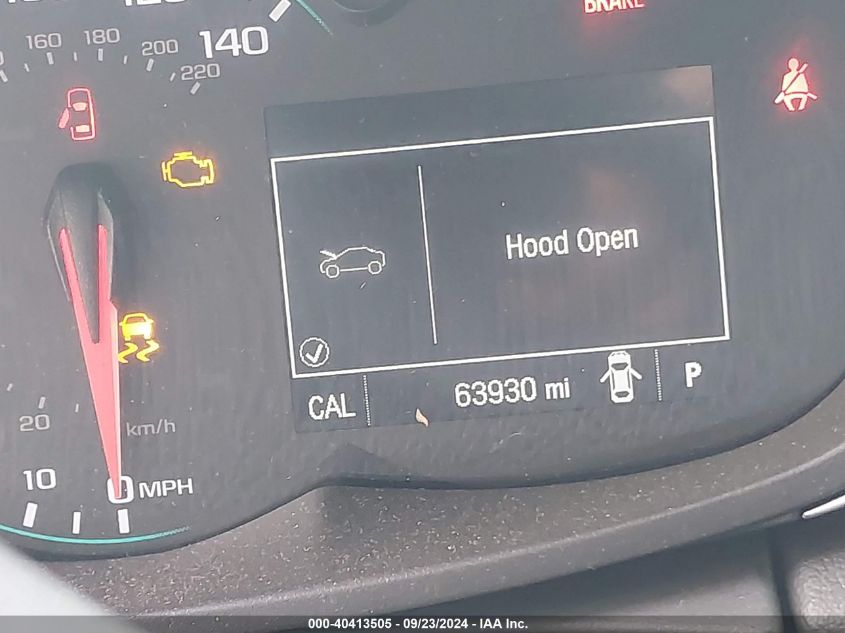 BRAKE
160 180 200 220
140
Hood Open
CAL 63930 mi P
20 km/h
10 0 MPH
000-40413505 - 09/23/2024 - IAA Inc.